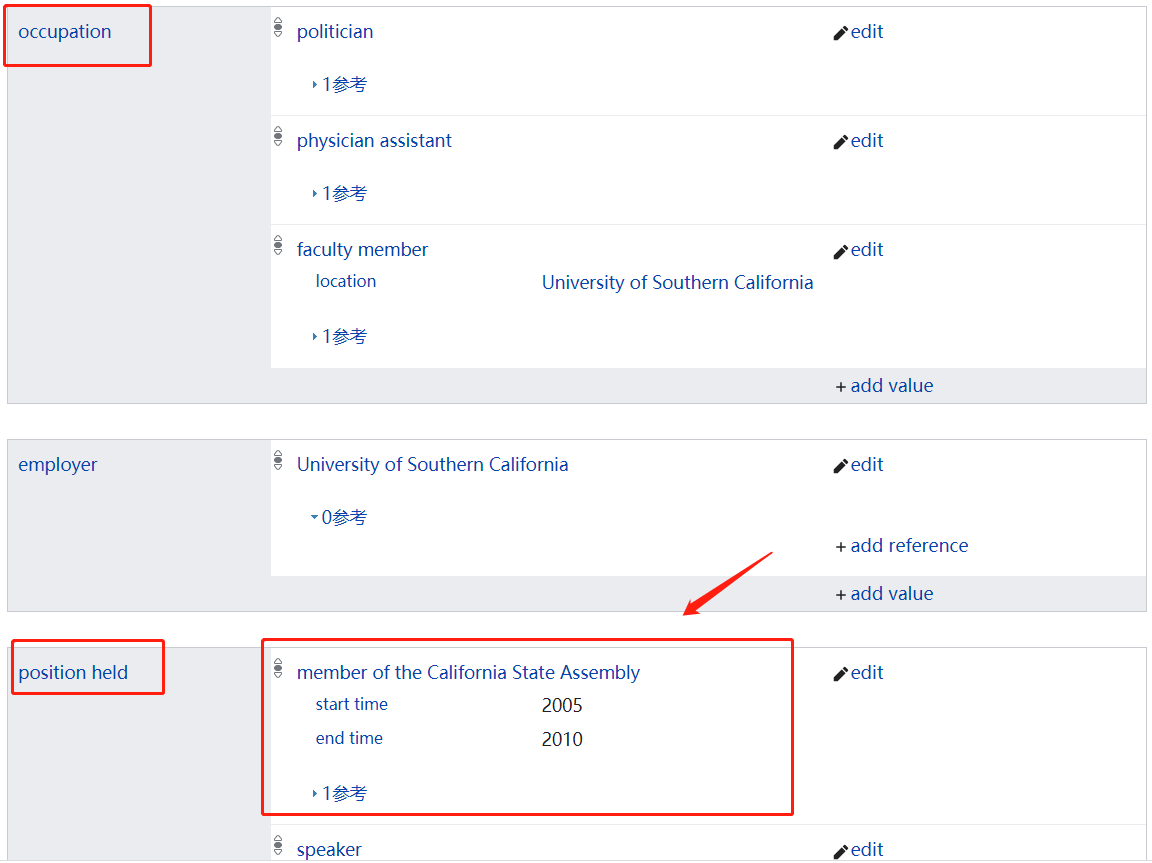 occupation politician edit
1参考
physician assistant edit
1参考
faculty member edit
location University of Southern California
1参考
+ add value
employer University of Southern California edit
0参考
+ add reference
+ add value
position held member of the California State Assembly edit
start time 2005
end time 2010
1参考
speaker edit